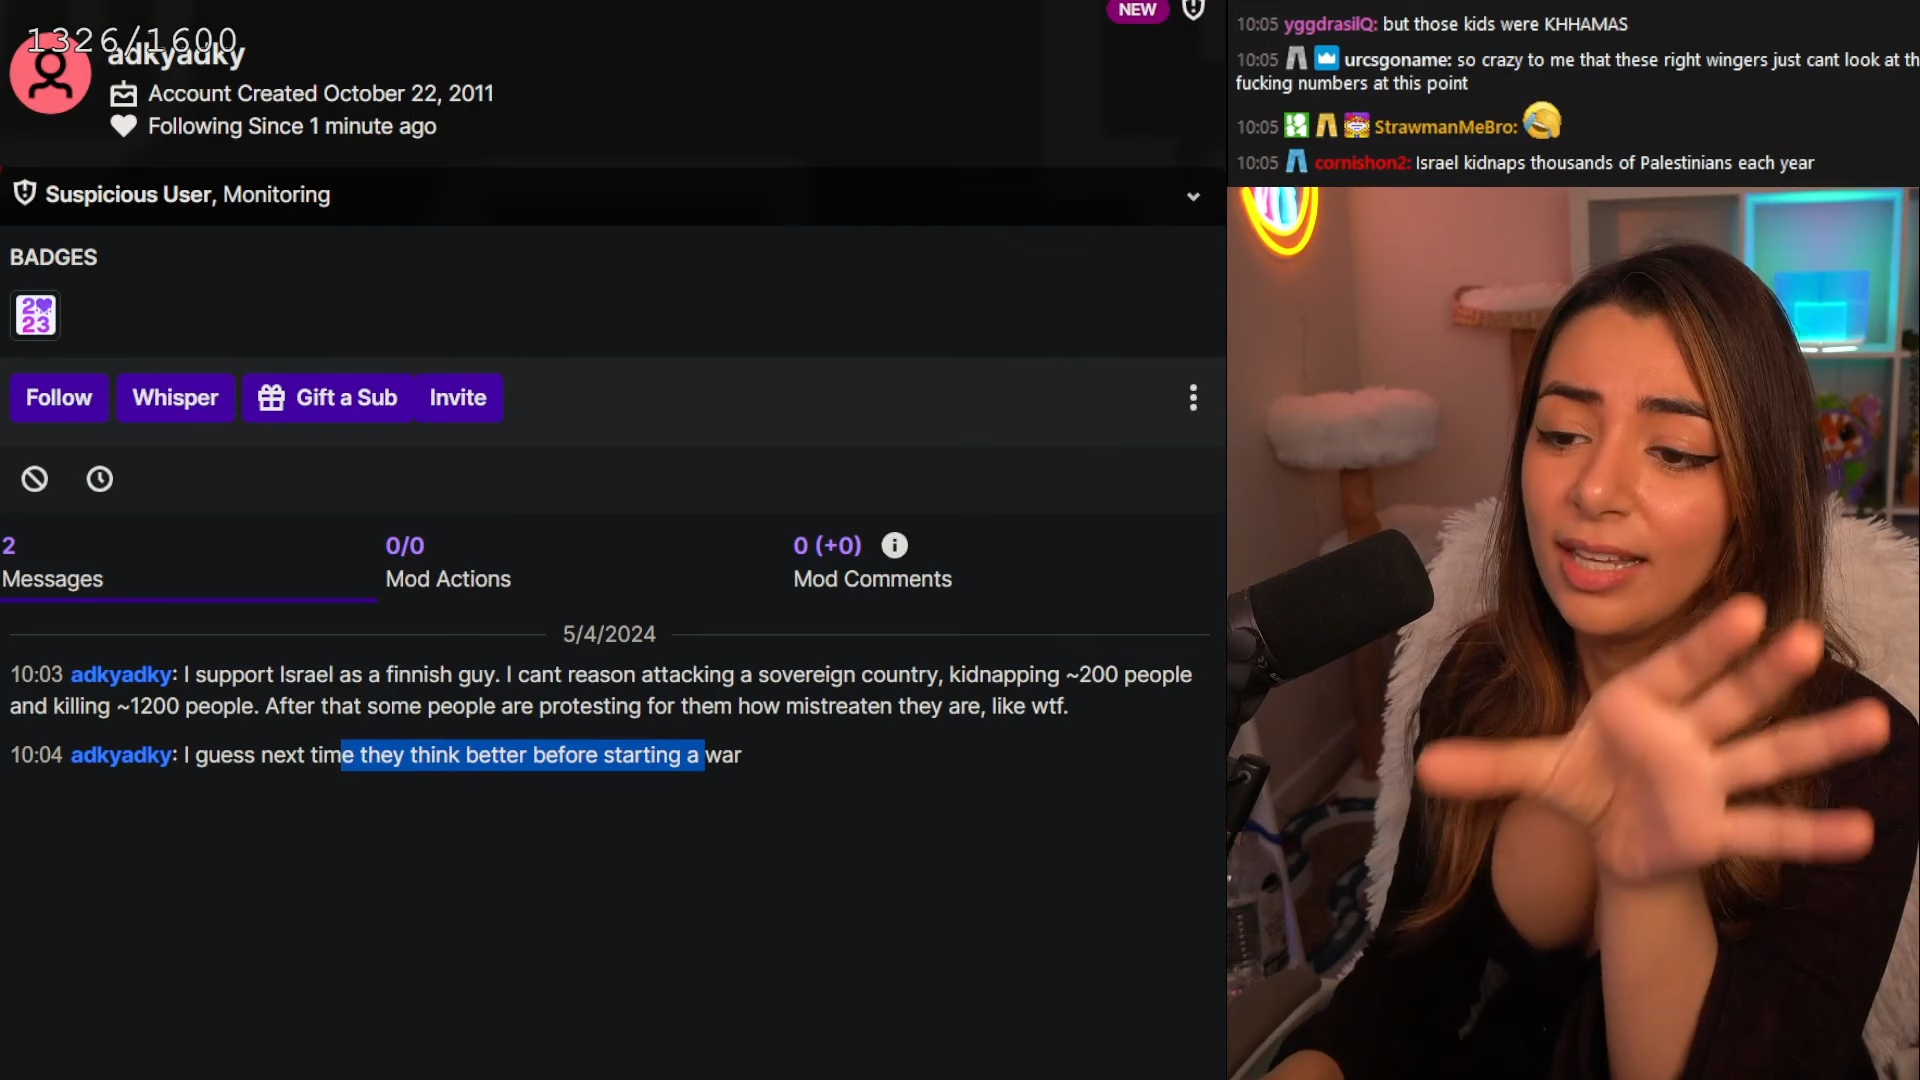 1326/1600
adkyadky
Account Created October 22, 2011
Following Since 1 minute ago
NEW
Suspicious User, Monitoring
BADGES
2
23
Follow
Whisper
Gift a Sub
Invite
2
Messages
0/0
Mod Actions
0 (+0)
Mod Comments
5/4/2024
10:03 adkyadky: I support Israel as a finnish guy. I cant reason attacking a sovereign country, kidnapping ~200 people
and killing ~1200 people. After that some people are protesting for them how mistreaten they are, like wtf.
10:04 adkyadky: I guess next time they think better before starting a war
10:05 yggdrasilQ: but those kids were KHHAMAS
10:05 urcsgoname: so crazy to me that these right wingers just cant look at th
fucking numbers at this point
10:05 StrawmanMeBro:
10:05 cornishon2: Israel kidnaps thousands of Palestinians each year